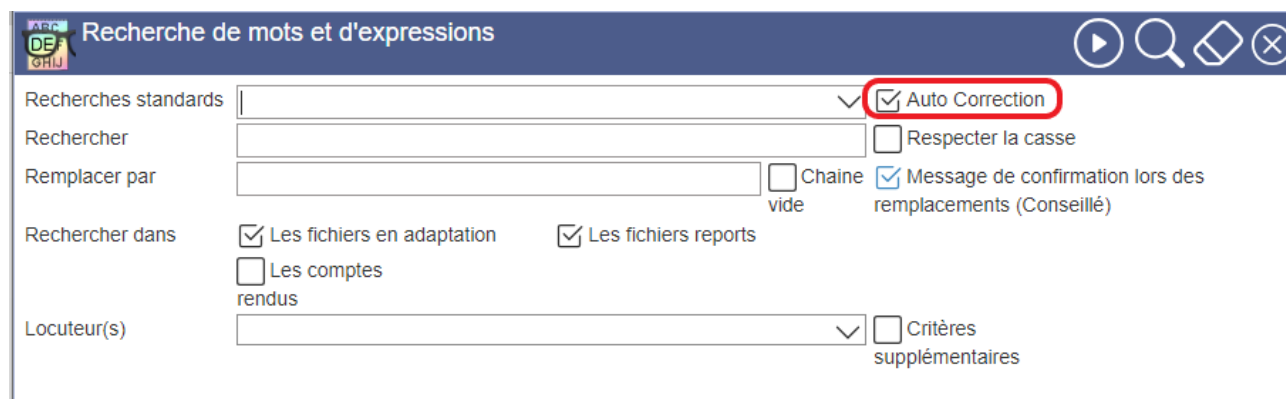 ABC
DEF
GHIJ
Recherche de mots et d'expressions
Recherches standards
Auto Correction
Rechercher
Respecter la casse
Remplacer par
Chaine
vide
Message de confirmation lors des
remplacements (Conseillé)
Rechercher dans
Les fichiers en adaptation
Les fichiers reports
Les comptes
rendus
Locuteur(s)
Critères
supplémentaires